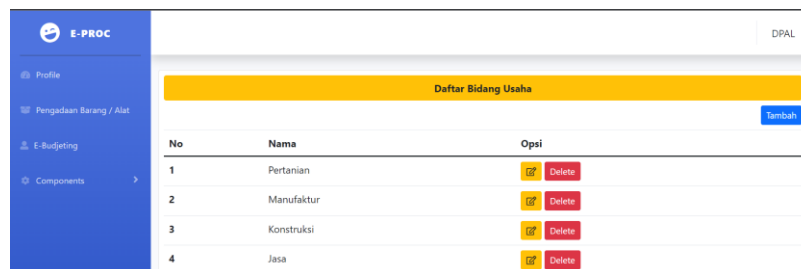 E-PROC
DPAL
Profile
Pengadaan Barang / Alat
E-Budjeting
Components
Daftar Bidang Usaha
Tambah
No Nama Opsi
1 Pertanian Delete
2 Manufaktur Delete
3 Konstruksi Delete
4 Jasa Delete